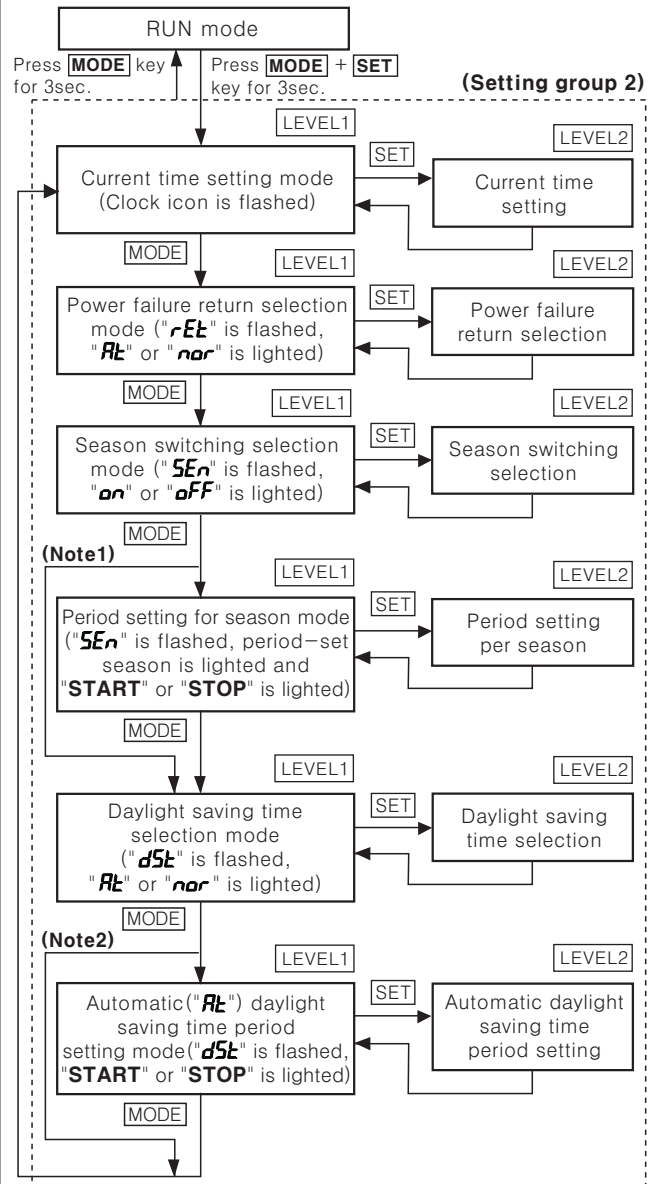 RUN mode
Press MODE key
for 3sec.
Press MODE + SET
key for 3sec.
(Setting group 2)
LEVEL1
Current time setting mode
(Clock icon is flashed)
SET
LEVEL2
Current time
setting
MODE
LEVEL1
Power failure return selection
mode ("rEt" is flashed,
"At" or "nor" is lighted)
SET
LEVEL2
Power failure
return selection
MODE
LEVEL1
Season switching selection
mode ("SEn" is flashed,
"on" or "oFF" is lighted)
SET
LEVEL2
Season switching
selection
MODE
(Note1)
LEVEL1
Period setting for season mode
("SEn" is flashed, period-set
season is lighted and
"START" or "STOP" is lighted)
SET
LEVEL2
Period setting
per season
MODE
LEVEL1
Daylight saving time
selection mode
("dSt" is flashed,
"At" or "nor" is lighted)
SET
LEVEL2
Daylight saving
time selection
MODE
(Note2)
LEVEL1
Automatic("At") daylight
saving time period
setting mode("dSt" is flashed,
"START" or "STOP" is lighted)
SET
LEVEL2
Automatic daylight
saving time
period setting
MODE